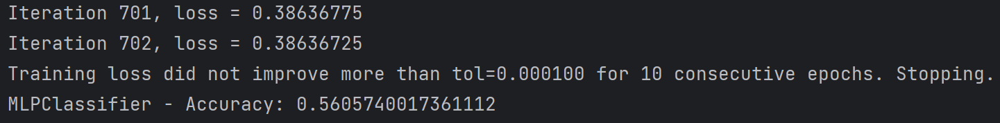 Iteration 701, loss = 0.38636775
Iteration 702, loss = 0.38636725
Training loss did not improve more than tol=0.000100 for 10 consecutive epochs. Stopping.
MLPClassifier - Accuracy: 0.5605740017361112